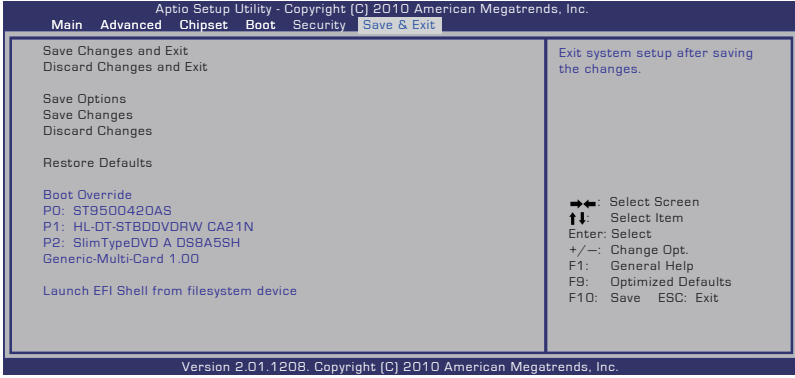 Aptio Setup Utility - Copyright (C) 2010 American Megatrends, Inc.
Main Advanced Chipset Boot Security Save & Exit
Save Changes and Exit
Discard Changes and Exit
Save Options
Save Changes
Discard Changes
Restore Defaults
Boot Override
P0: ST9500420AS
P1: HL-DT-STBDDVDRW CA21N
P2: SlimTypeDVD A DS8A5SH
Generic-Multi-Card 1.00
Launch EFI Shell from filesystem device
Exit system setup after saving
the changes.
→←: Select Screen
↑↓: Select Item
Enter: Select
+/—: Change Opt.
F1: General Help
F9: Optimized Defaults
F10: Save ESC: Exit
Version 2.01.1208. Copyright (C) 2010 American Megatrends, Inc.